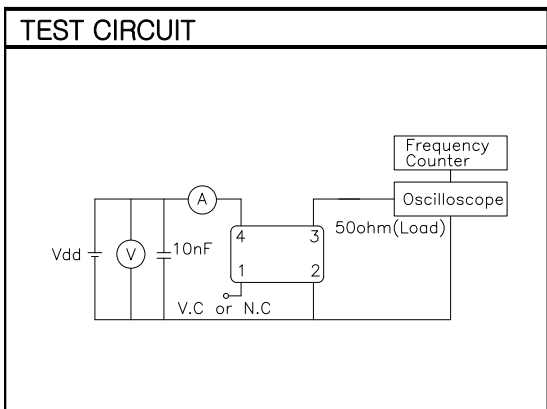 TEST CIRCUIT
Frequency
Counter
A
Oscilloscope
4
3
50ohm(Load)
Vdd
V
10nF
1
2
V.C or N.C